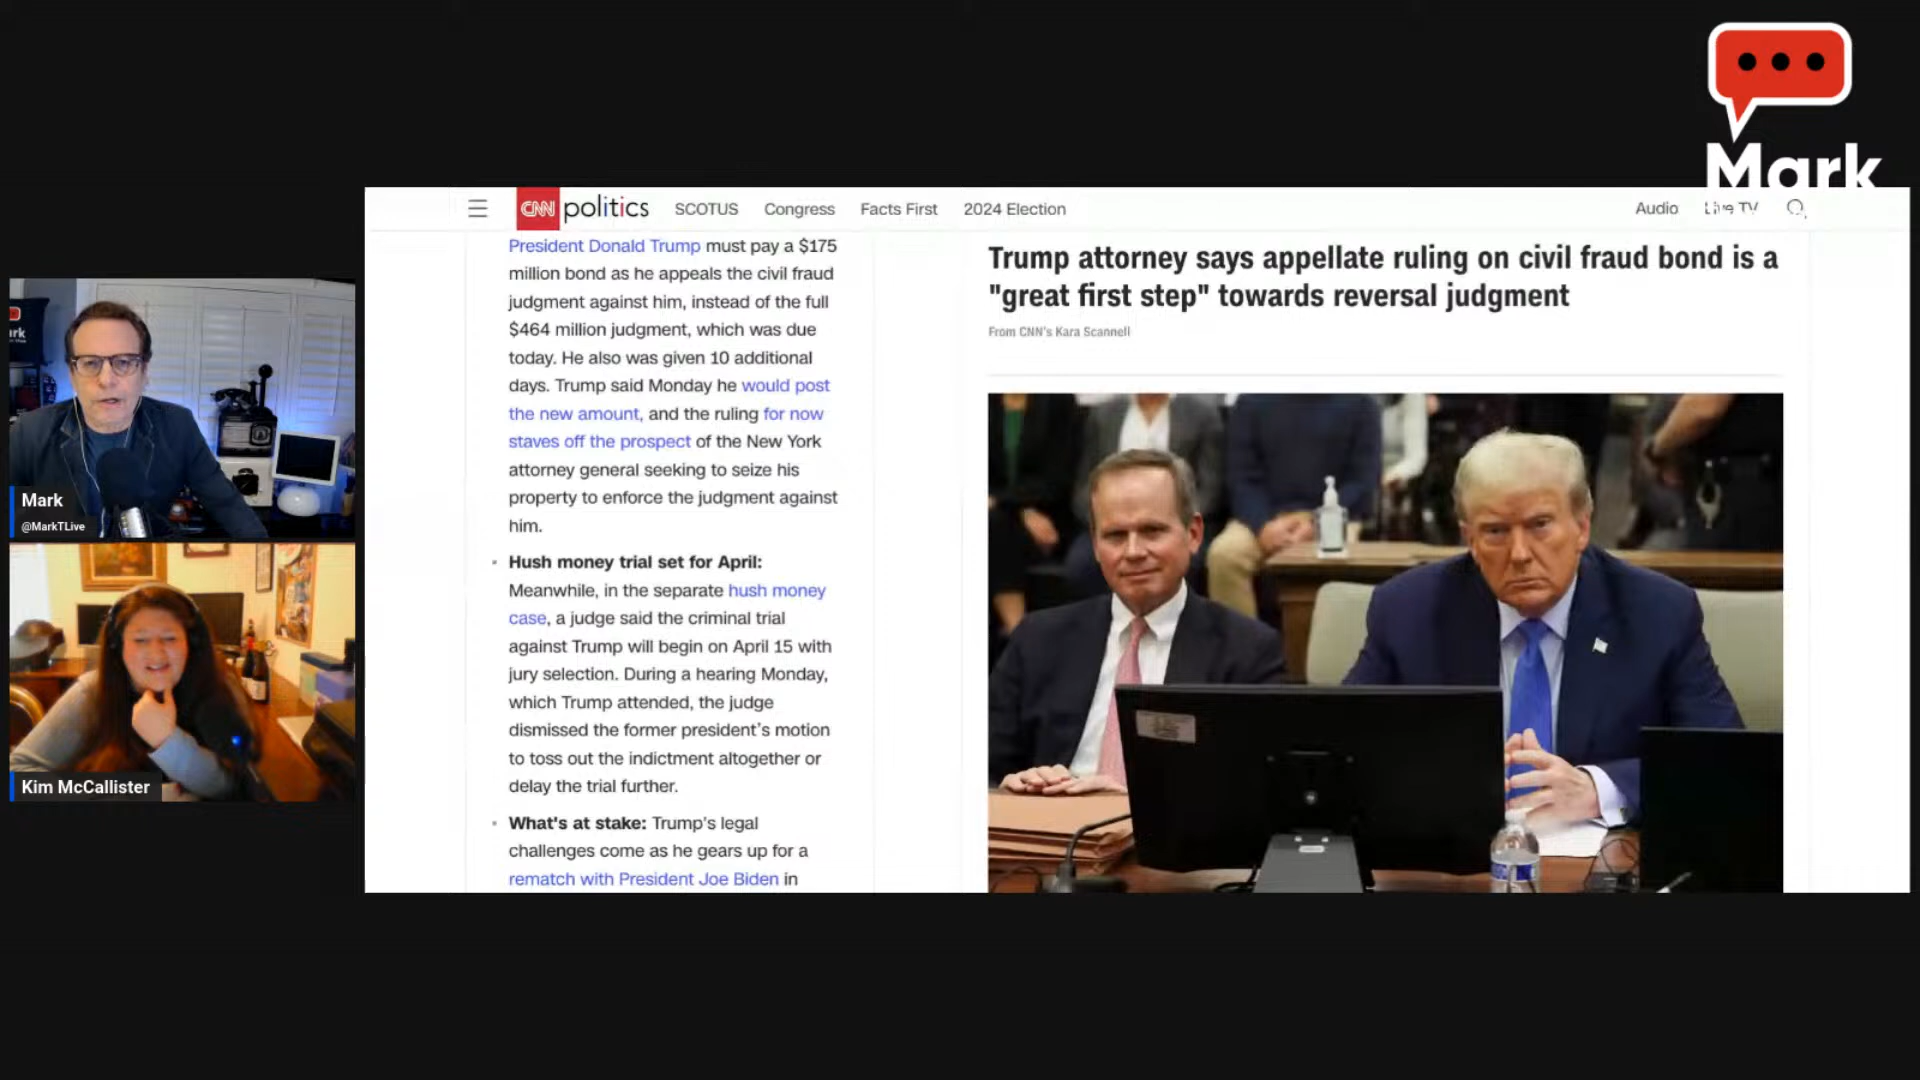 Mark
CNN politics SCOTUS Congress Facts First 2024 Election Audio Live TV
President Donald Trump must pay a $175
million bond as he appeals the civil fraud
judgment against him, instead of the full
$464 million judgment, which was due
today. He also was given 10 additional
days. Trump said Monday he would post
the new amount, and the ruling for now
staves off the prospect of the New York
attorney general seeking to seize his
property to enforce the judgment against
him.
Hush money trial set for April:
Meanwhile, in the separate hush money
case, a judge said the criminal trial
against Trump will begin on April 15 with
jury selection. During a hearing Monday,
which Trump attended, the judge
dismissed the former president's motion
to toss out the indictment altogether or
delay the trial further.
What's at stake: Trump's legal
challenges come as he gears up for a
rematch with President Joe Biden in
Trump attorney says appellate ruling on civil fraud bond is a
"great first step" towards reversal judgment
From CNN's Kara Scannell
Mark
@MarkTLive
Kim McCallister